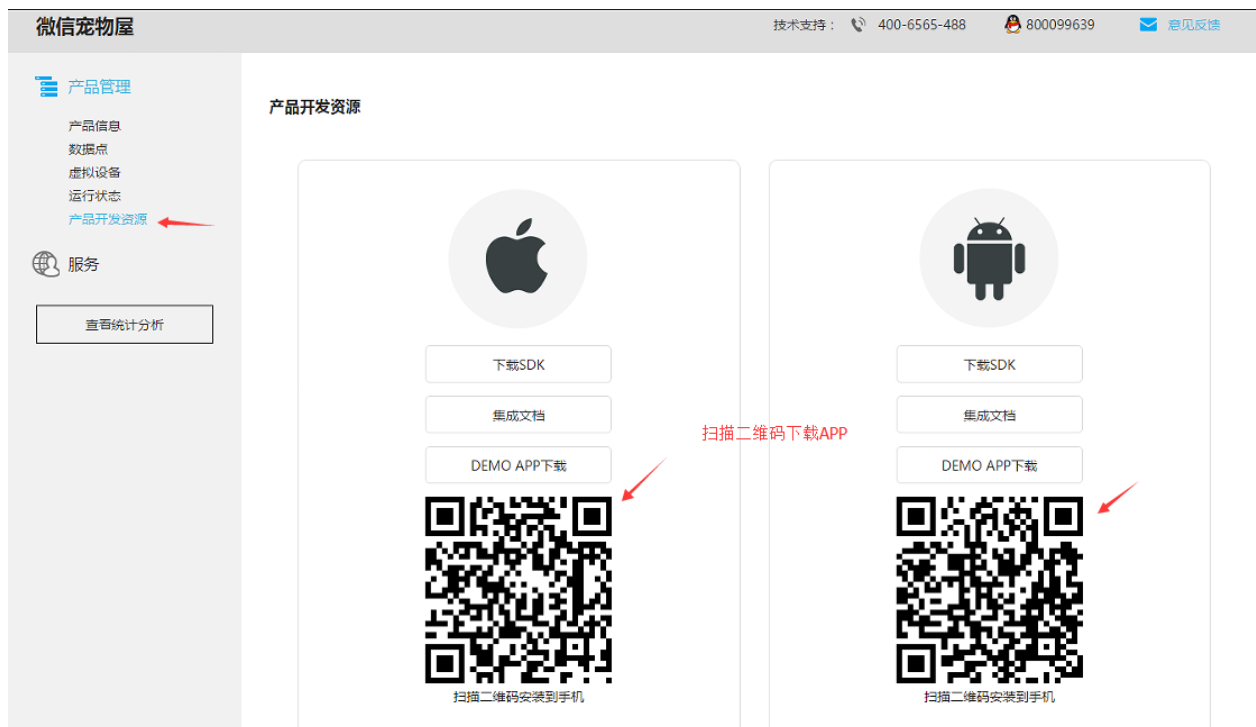 微信宠物屋
技术支持： 400-6565-488 800099639 意见反馈
产品管理
产品信息
数据点
虚拟设备
运行状态
产品开发资源
服务
查看统计分析
产品开发资源
下载SDK
集成文档
DEMO APP下载
扫描二维码安装到手机
扫描二维码下载APP
下载SDK
集成文档
DEMO APP下载
扫描二维码安装到手机